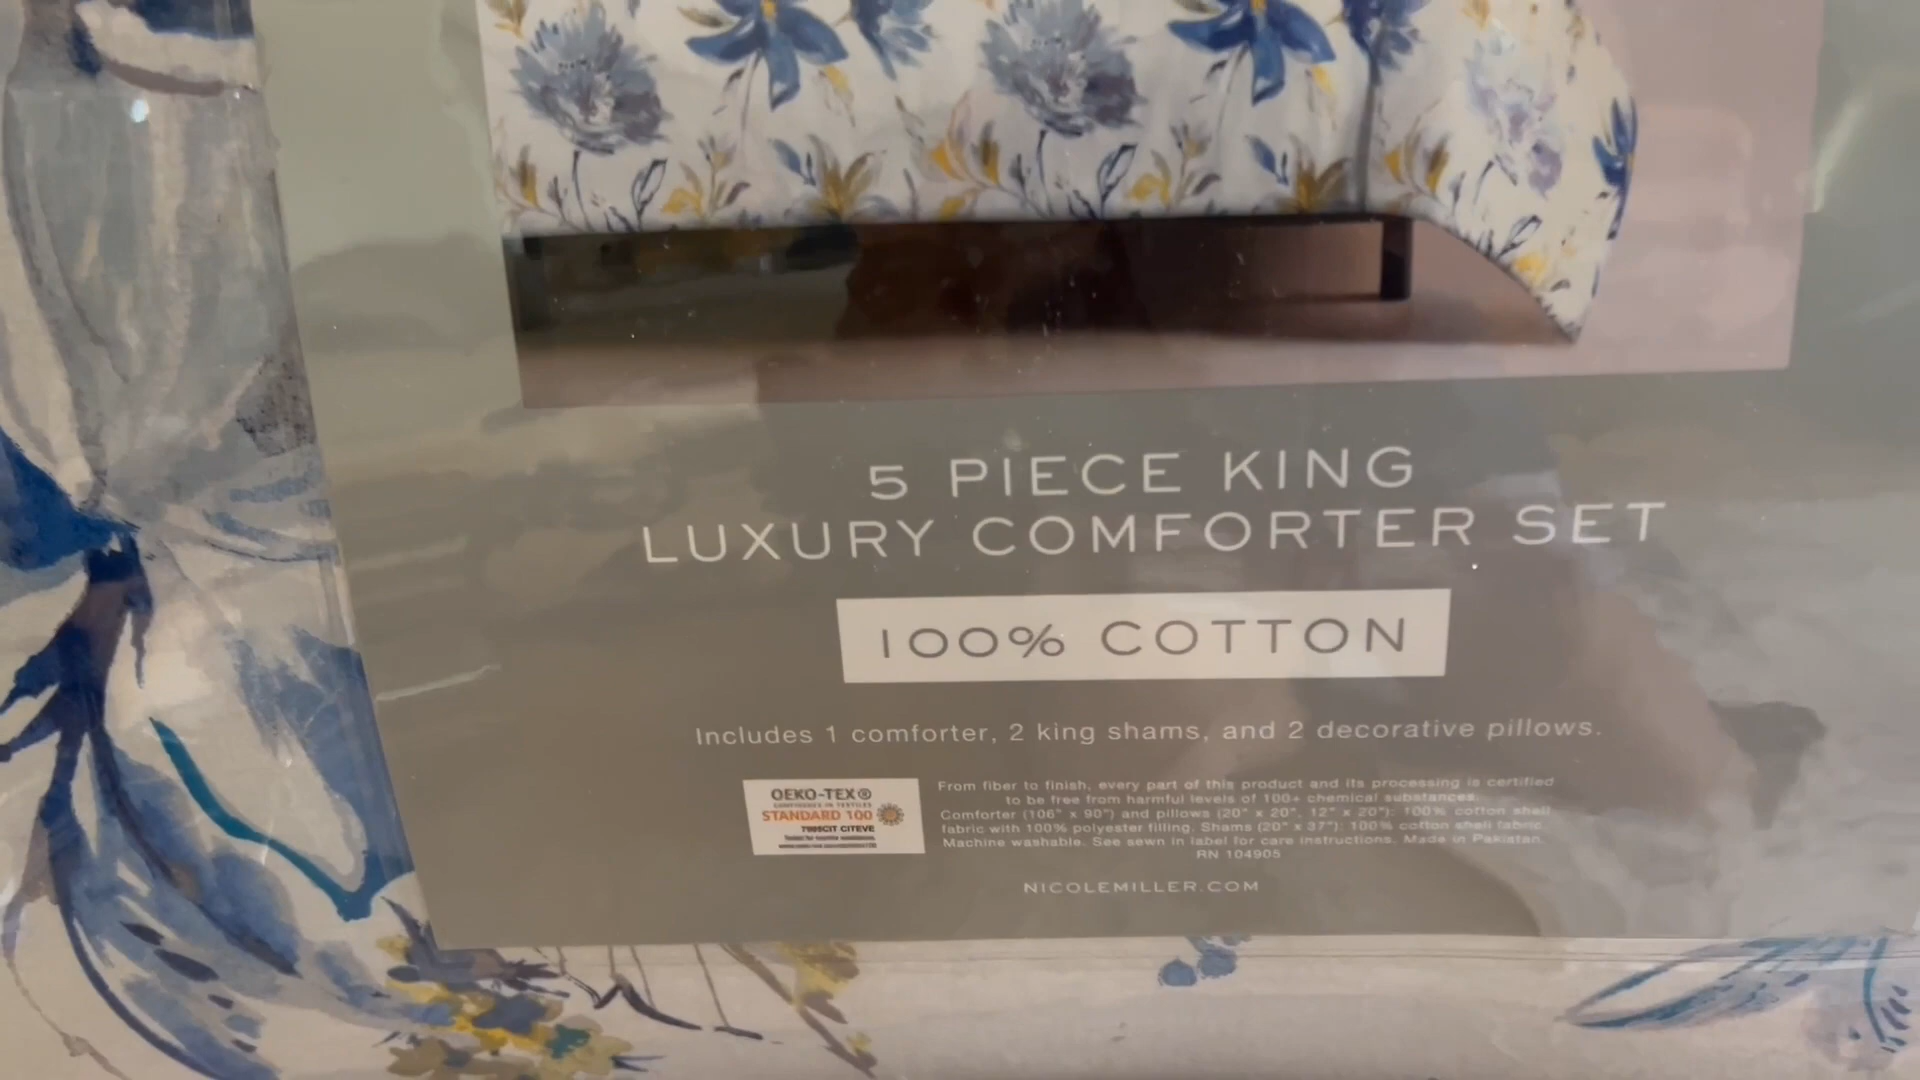 5 PIECE KING
LUXURY COMFORTER SET
100% COTTON
Includes 1 comforter, 2 king shams, and 2 decorative pillows.
OEKO-TEX®
CONFIDENCE IN TEXTILES
STANDARD 100
CITEVE
From fiber to finish, every part of this product and its processing is certified
to be free from harmful levels of 100+ chemical substances.
Comforter (106" x 90") and pillows (20" x 20", 12" x 20"): 100% cotton shell
fabric with 100% polyester filling. Shams (20" x 37"): 100% cotton shell fabric.
Machine washable. See sewn in label for care instructions. Made in Pakistan.
RN 104905
NICOLEMILLER.COM